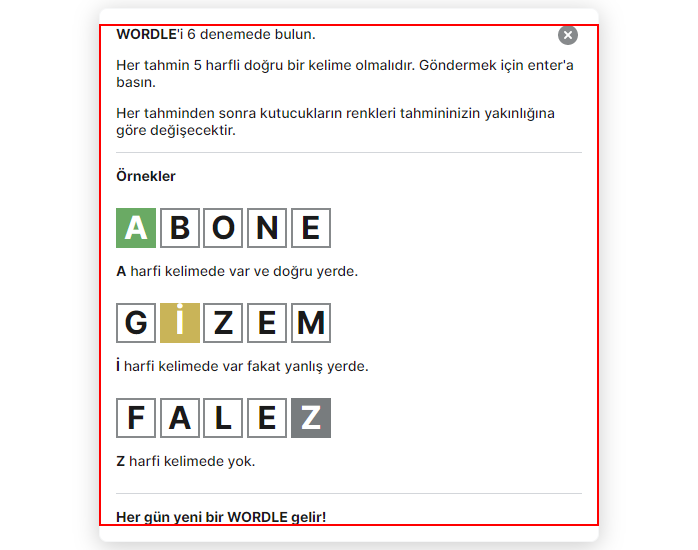 WORDLE'i 6 denemede bulun.
Her tahmin 5 harfli doğru bir kelime olmalıdır. Göndermek için enter'a
basın.
Her tahminden sonra kutucukların renkleri tahmininizin yakınlığına
göre değişecektir.
Örnekler
A B O N E
A harfi kelimede var ve doğru yerde.
G İ Z E M
İ harfi kelimede var fakat yanlış yerde.
F A L E Z
Z harfi kelimede yok.
Her gün yeni bir WORDLE gelir!